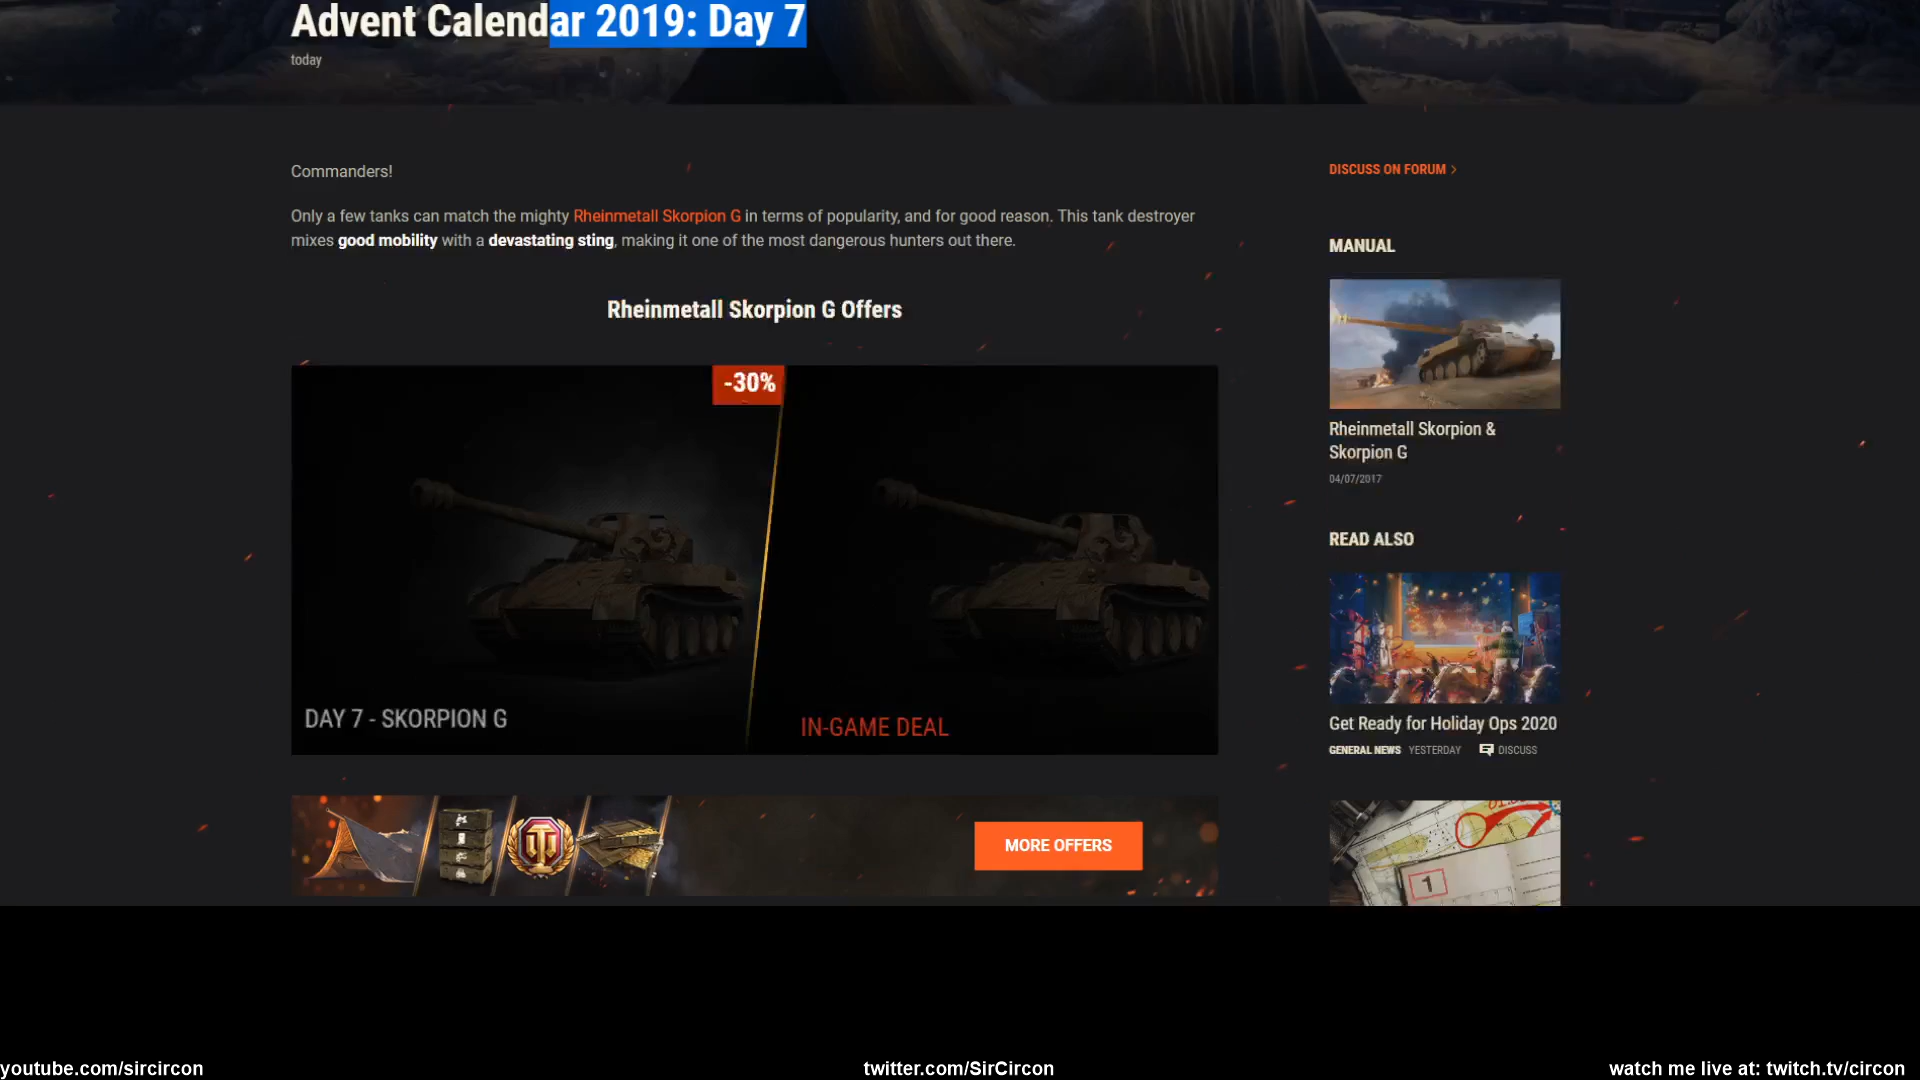 Advent Calendar 2019: Day 7
today
Commanders!
Only a few tanks can match the mighty Rheinmetall Skorpion G in terms of popularity, and for good reason. This tank destroyer
mixes good mobility with a devastating sting, making it one of the most dangerous hunters out there.
Rheinmetall Skorpion G Offers
-30%
DAY 7 - SKORPION G
IN-GAME DEAL
MORE OFFERS
DISCUSS ON FORUM >
MANUAL
Rheinmetall Skorpion &
Skorpion G
04/07/2017
READ ALSO
Get Ready for Holiday Ops 2020
GENERAL NEWS YESTERDAY DISCUSS
1
youtube.com/sircircon
twitter.com/SirCircon
watch me live at: twitch.tv/circon